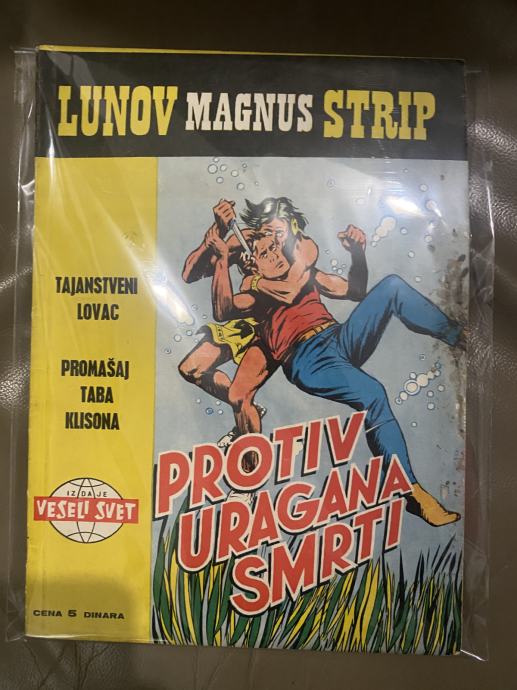 LUNOV MAGNUS STRIP
TAJANSTVENI
LOVAC
PROMAŠAJ
TABA
KLISONA
PROTIV
URAGANA
SMRTI
IZDAJE
VESELI SVET
CENA 5 DINARA